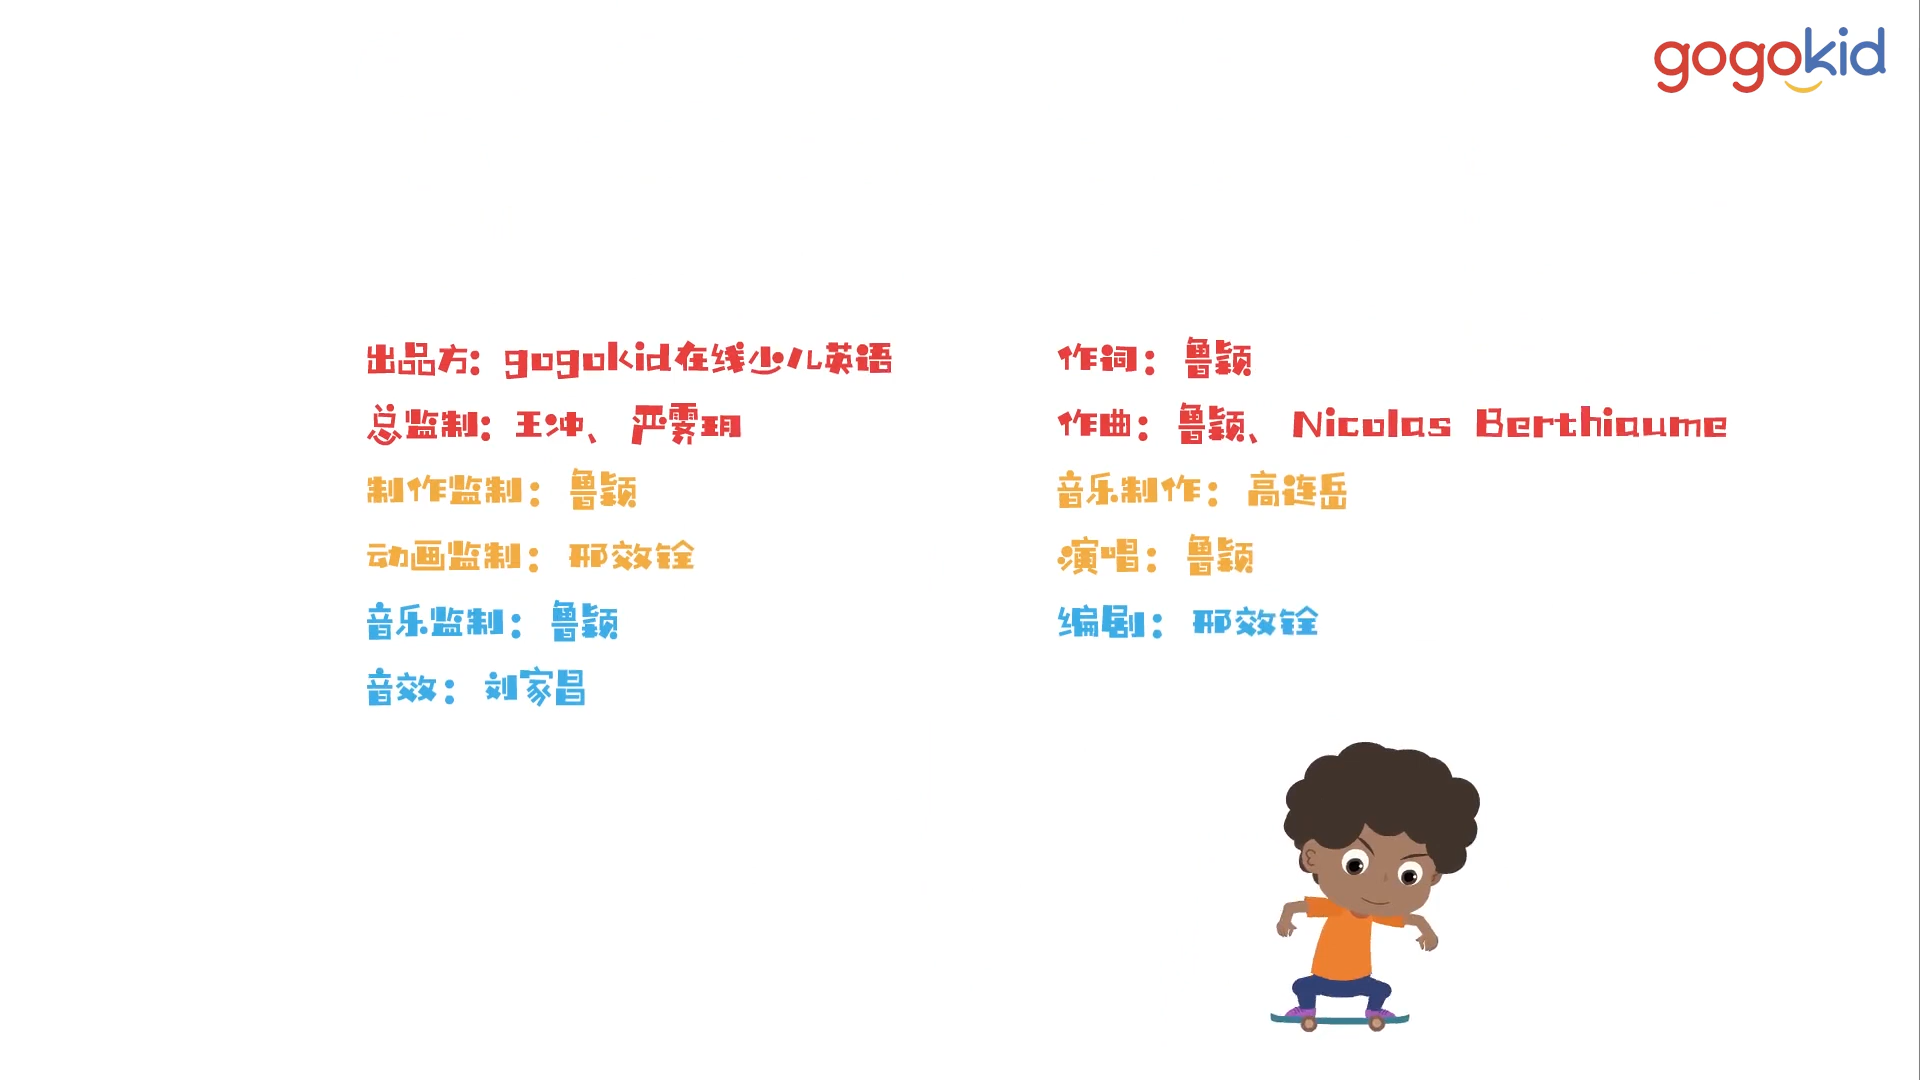 gogokid
出品方: gogokid在线少儿英语
总监制: 王冲、严雳玥
制作监制: 鲁颖
动画监制: 邢效铨
音乐监制: 鲁颖
音效: 刘家昌
作词: 鲁颖
作曲: 鲁颖、Nicolas Berthiaume
音乐制作: 高连岳
演唱: 鲁颖
编剧: 邢效铨